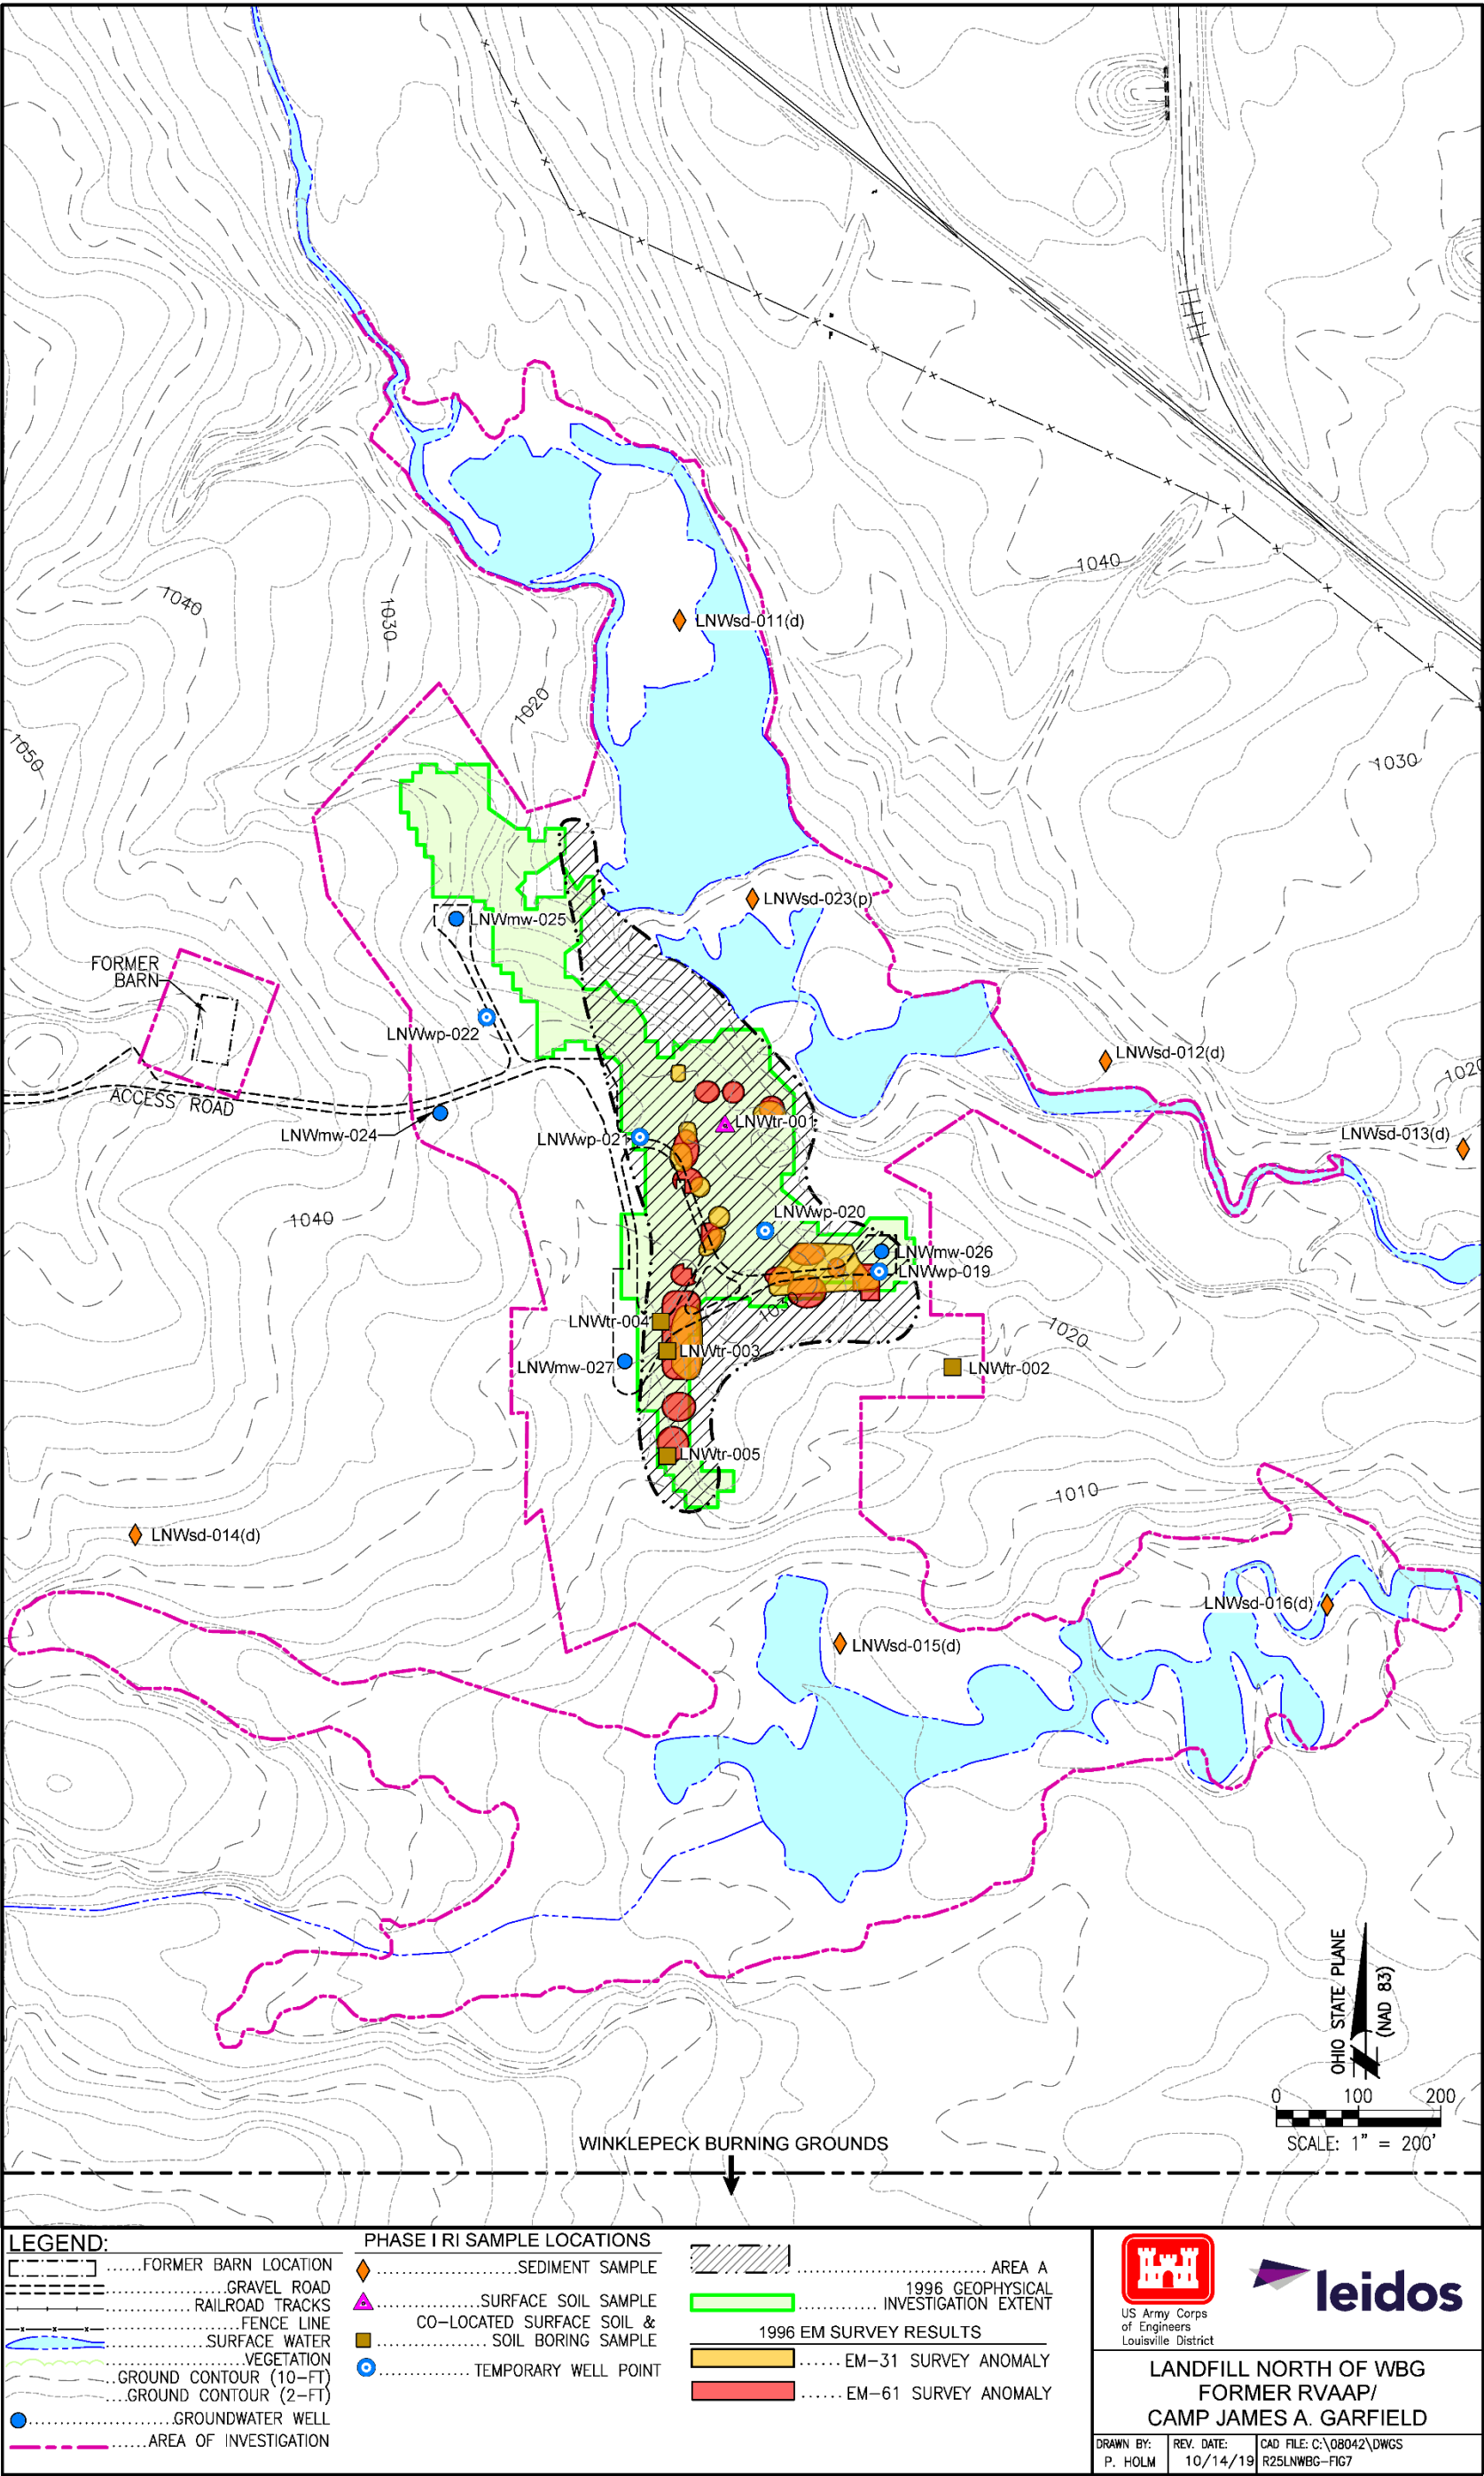 1040
1030
1040
LNWsd-011(d)
1020
1050
1030
LNWsd-023(p)
LNWmw-025
FORMER
BARN
LNWwp-022
LNWsd-012(d)
1020
ACCESS ROAD
LNWmw-024
LNWwp-021
LNWtr-001
LNWsd-013(d)
1040
LNWwp-020
LNWmw-026
LNWwp-019
LNWtr-004
LNWtr-003
1020
LNWmw-027
LNWtr-002
LNWtr-005
1010
LNWsd-014(d)
LNWsd-016(d)
LNWsd-015(d)
OHIO STATE PLANE
(NAD 83)
0 100 200
SCALE: 1" = 200'
WINKLEPECK BURNING GROUNDS
LEGEND:
......FORMER BARN LOCATION
....................GRAVEL ROAD
..............RAILROAD TRACKS
........................FENCE LINE
..................SURFACE WATER
........................VEGETATION
..GROUND CONTOUR (10-FT)
....GROUND CONTOUR (2-FT)
........................GROUNDWATER WELL
......AREA OF INVESTIGATION
PHASE I RI SAMPLE LOCATIONS
........................SEDIMENT SAMPLE
..................SURFACE SOIL SAMPLE
CO-LOCATED SURFACE SOIL &
.................. SOIL BORING SAMPLE
.............. TEMPORARY WELL POINT
.............................. AREA A
1996 GEOPHYSICAL
............ INVESTIGATION EXTENT
1996 EM SURVEY RESULTS
...... EM-31 SURVEY ANOMALY
...... EM-61 SURVEY ANOMALY
US Army Corps
of Engineers
Louisville District
leidos
LANDFILL NORTH OF WBG
FORMER RVAAP/
CAMP JAMES A. GARFIELD
DRAWN BY:
P. HOLM
REV. DATE:
10/14/19
CAD FILE: C:\08042\DWGS
R25LNWBG-FIG7